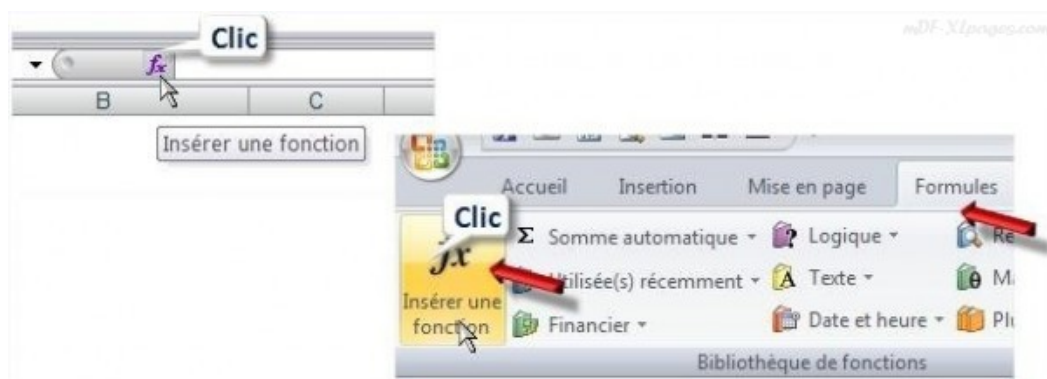 mDF-XLpages.com
Clic
fx
B C
Insérer une fonction
Accueil Insertion Mise en page Formules
Clic
fx
Insérer une
fonction
Σ Somme automatique
Utilisée(s) récemment
Financier
Logique
A Texte
Date et heure
θ
Bibliothèque de fonctions